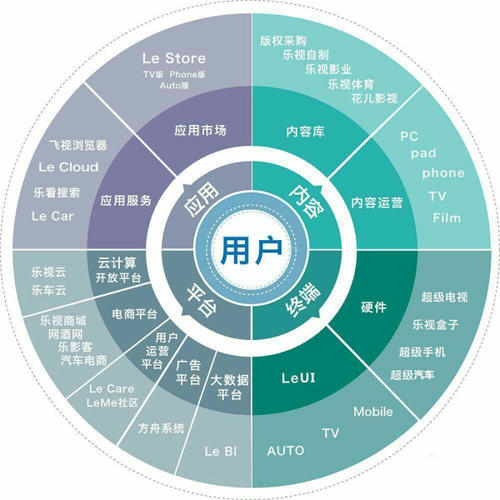 用户
应用
内容
终端
平台
应用市场
Le Store
TV版 Phone版
Auto版
应用服务
飞视浏览器
Le Cloud
乐看搜索
Le Car
内容库
版权采购
乐视自制
乐视影业
乐视体育
花儿影视
内容运营
PC
pad
phone
TV
Film
硬件
超级电视
乐视盒子
超级手机
超级汽车
LeUI
Mobile
TV
AUTO
大数据
平台
Le BI
广告
平台
方舟系统
用户
运营
平台
Le Care
LeMe社区
电商平台
乐视商城
网酒网
乐影客
汽车电商
云计算
开放平台
乐视云
乐车云